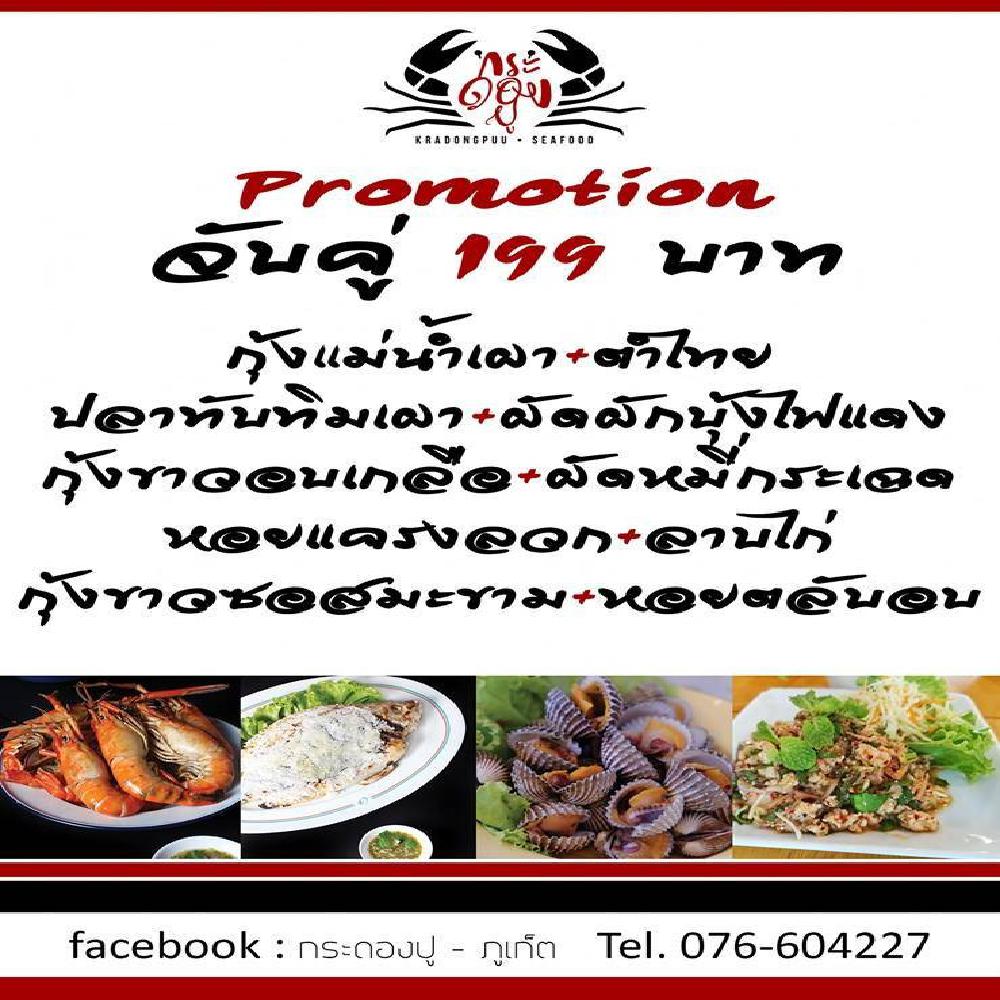 กระดองปู
KRADONGPUU - SEAFOOD
Promotion
จับคู่ 199 บาท
กุ้งแม่น้ำเผา+ตำไทย
ปลาทับทิมเผา+ผัดผักบุ้งไฟแดง
กุ้งขาวอบเกลือ+ผัดหมี่กระเฉด
หอยแครงลวก+ลาบไก่
กุ้งขาวซอสมะขาม+หอยตลับอบ
facebook : กระดองปู - ภูเก็ต Tel. 076-604227